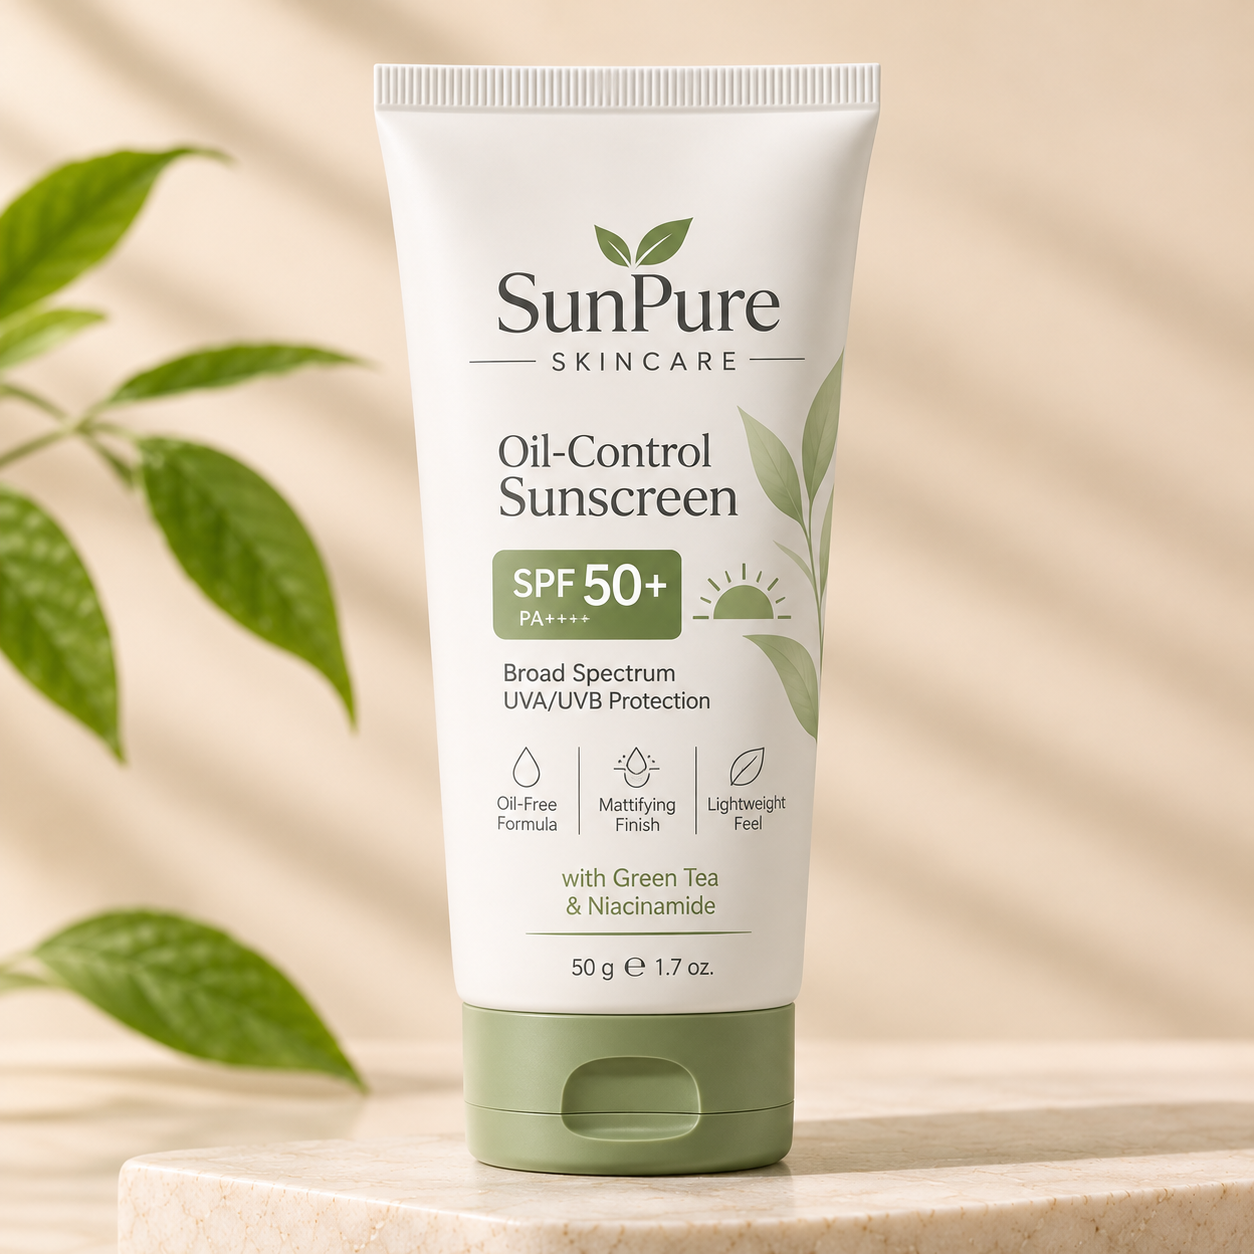 SunPure
SKINCARE
Oil-Control
Sunscreen
SPF 50+
PA++++
Broad Spectrum
UVA/UVB Protection
Oil-Free
Formula
Mattifying
Finish
Lightweight
Feel
with Green Tea
& Niacinamide
50 g ℮ 1.7 oz.